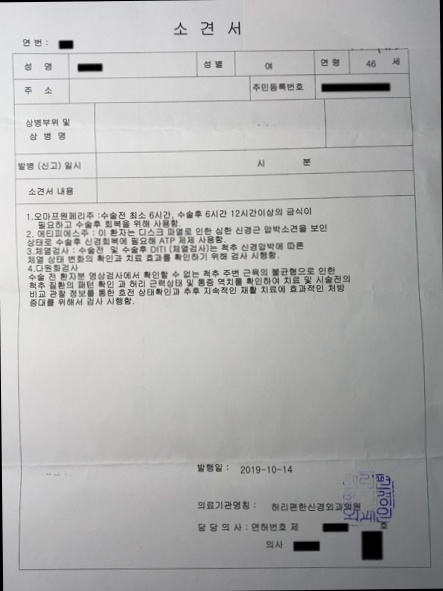 소 견 서
연 번 :
성 명 성 별 여 연 령 46 세
주 소 주민등록번호
상병부위 및
상 병 명
발병 (신고) 일시 시 분
소견서 내용
1.오마프원페리주 :수술전 최소 6시간, 수술후 6시간 12시간이상의 금식이
필요하고 수술후 회복을 위해 사용함.
2. 에티피에스주 : 이 환자는 디스크 파열로 인한 심한 신경근 압박소견을 보인
상태로 수술후 신경회복에 필요해 ATP 제제 사용함.
3.체열검사 : 수술전 및 수술후 DITI (체열검사)는 척추 신경압박에 따른
체열 상태 변화의 확인과 치료 효과를 확인하기 위해 검사 시행함.
4.다원화검사
수술 전 환자분 영상검사에서 확인할 수 없는 척추 주변 근육의 불균형으로 인한
척추 질환의 패턴 확인 과 허리 근력상태 및 통증 역치를 확인하여 치료 및 시술전의
비교 관찰 정보를 통한 호전 상태확인과 추후 지속적인 재활 치료에 효과적인 처방
증대를 위해서 검사 시행함.
발행일 : 2019-10-14
의료기관명칭 : 허리편한신경외과의원
담 당 의 사 : 면허번호 제 호
의사